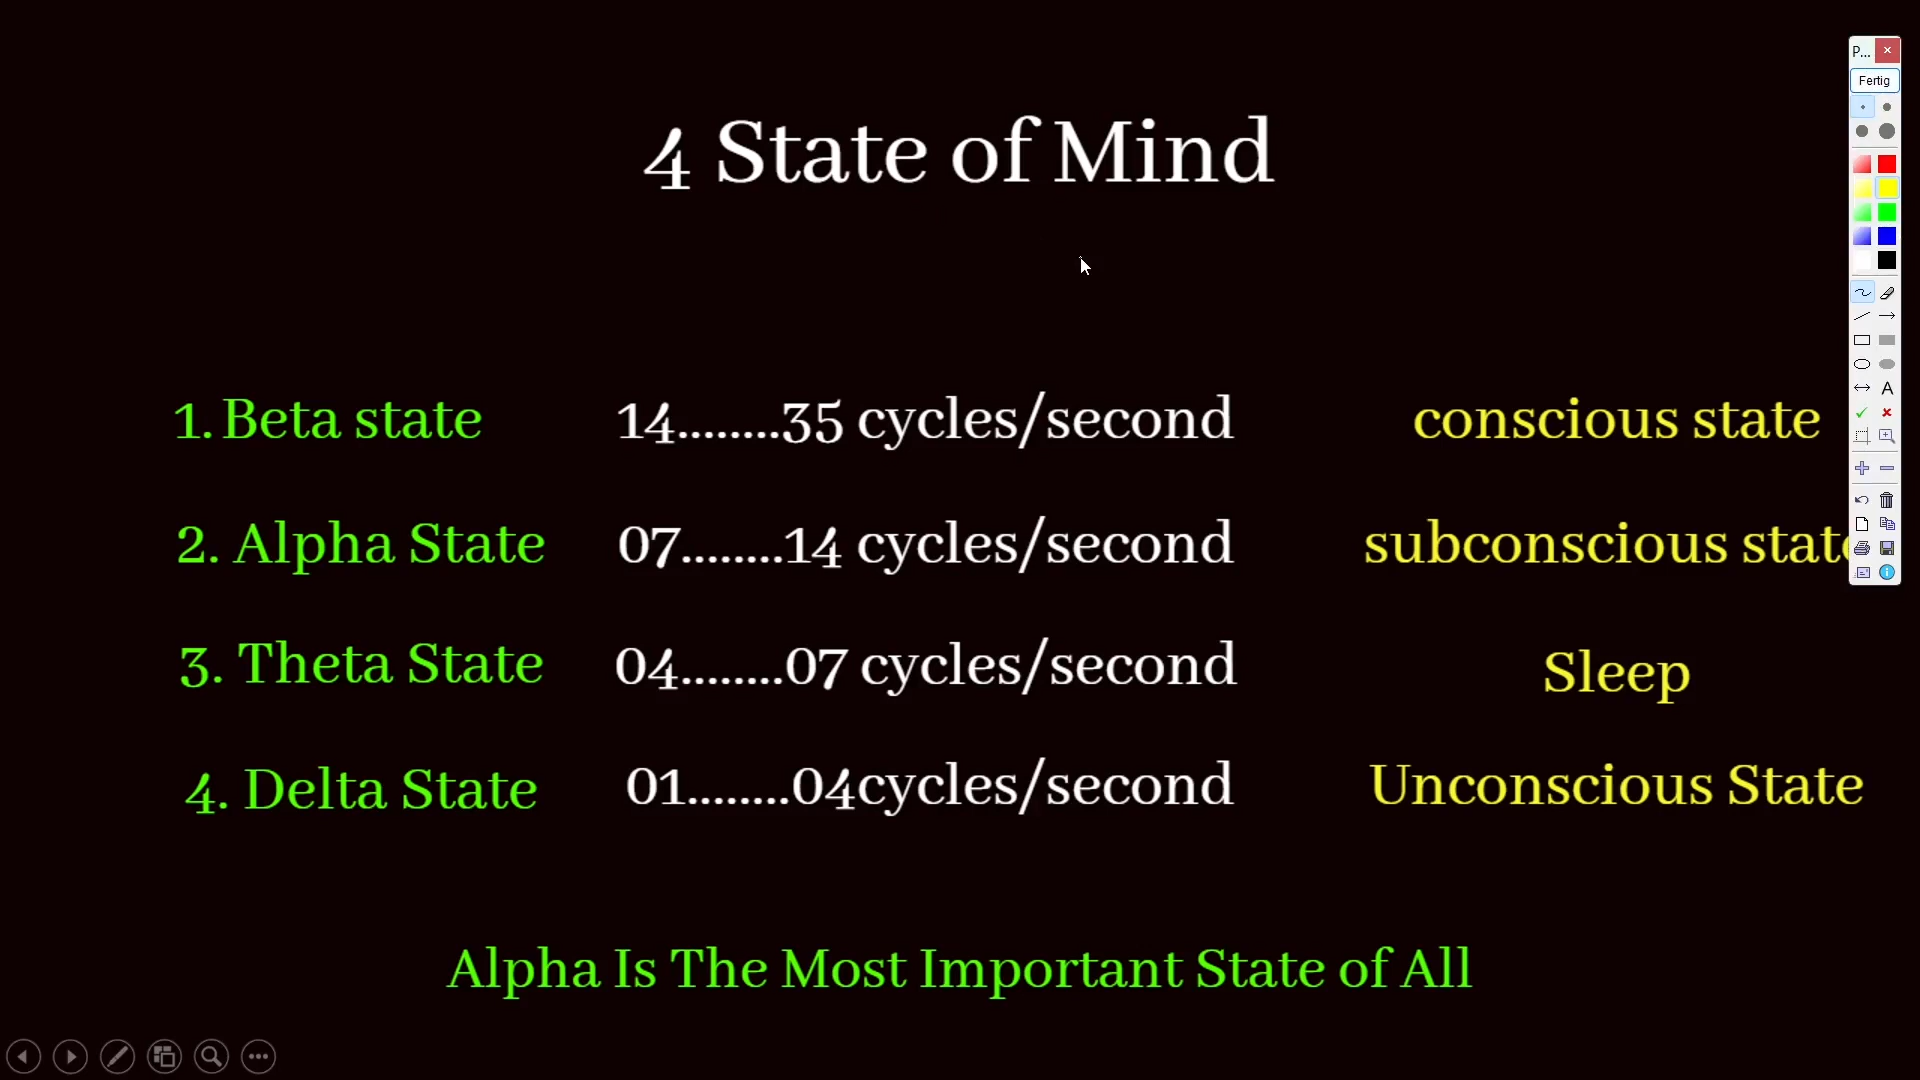 P...
Fertig
4 State of Mind
1. Beta state 14........35 cycles/second conscious state
2. Alpha State 07........14 cycles/second subconscious state
3. Theta State 04........07 cycles/second Sleep
4. Delta State 01........04cycles/second Unconscious State
Alpha Is The Most Important State of All